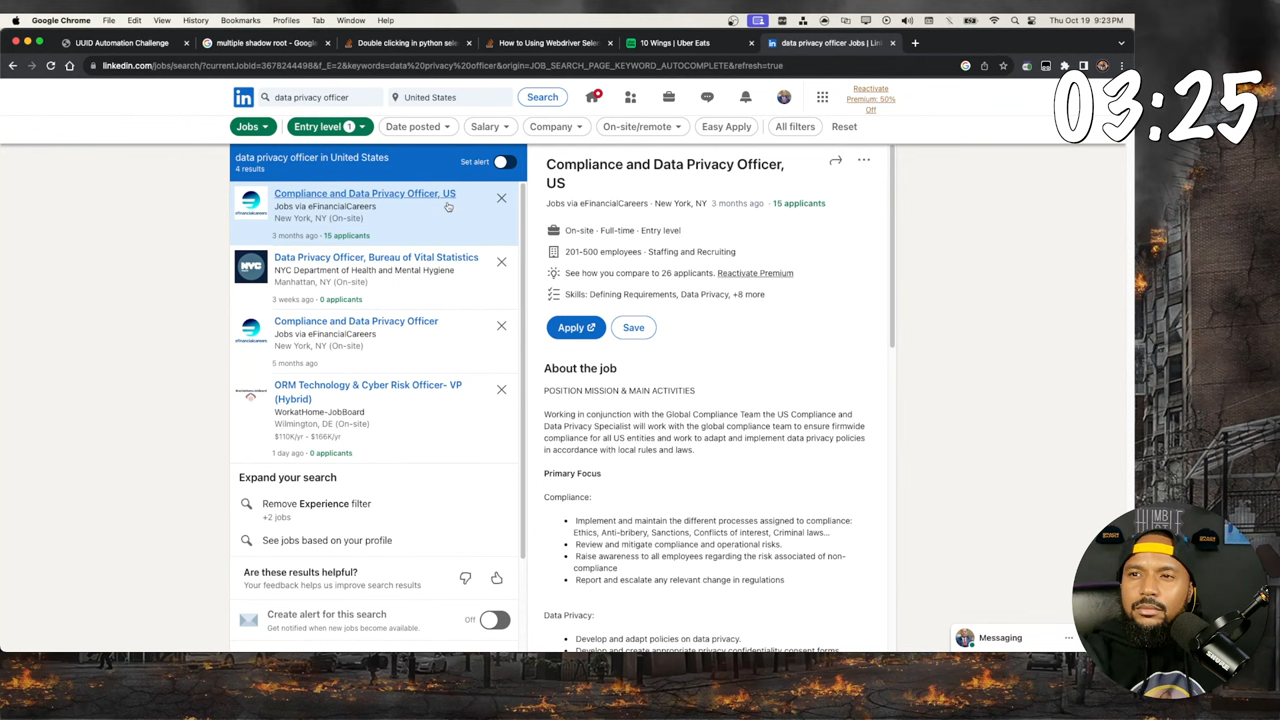 Google Chrome File Edit View History Bookmarks Profiles Tab Window Help
Thu Oct 19 9:23 PM
UUID Automation Challenge
multiple shadow root - Google
Double clicking in python sele
How to Using Webdriver Selen
10 Wings | Uber Eats
data privacy officer Jobs | Lin
linkedin.com/jobs/search/?currentJobId=3678244498&f_E=2&keywords=data%20privacy%20officer&origin=JOB_SEARCH_PAGE_KEYWORD_AUTOCOMPLETE&refresh=true
03:25
in
data privacy officer
United States
Search
Reactivate
Premium: 50%
Off
Jobs
Entry level 1
Date posted
Salary
Company
On-site/remote
Easy Apply
All filters
Reset
data privacy officer in United States
4 results
Set alert
Compliance and Data Privacy Officer, US
Jobs via eFinancialCareers
New York, NY (On-site)
3 months ago · 15 applicants
NYC
Data Privacy Officer, Bureau of Vital Statistics
NYC Department of Health and Mental Hygiene
Manhattan, NY (On-site)
3 weeks ago · 0 applicants
Compliance and Data Privacy Officer
Jobs via eFinancialCareers
New York, NY (On-site)
5 months ago
ORM Technology & Cyber Risk Officer- VP
(Hybrid)
WorkatHome-JobBoard
Wilmington, DE (On-site)
$110K/yr - $166K/yr
1 day ago · 0 applicants
Expand your search
Remove Experience filter
+2 jobs
See jobs based on your profile
Are these results helpful?
Your feedback helps us improve search results
Create alert for this search
Get notified when new jobs become available.
Off
Compliance and Data Privacy Officer,
US
Jobs via eFinancialCareers · New York, NY 3 months ago · 15 applicants
On-site · Full-time · Entry level
201-500 employees · Staffing and Recruiting
See how you compare to 26 applicants. Reactivate Premium
Skills: Defining Requirements, Data Privacy, +8 more
Apply
Save
About the job
POSITION MISSION & MAIN ACTIVITIES
Working in conjunction with the Global Compliance Team the US Compliance and
Data Privacy Specialist will work with the global compliance team to ensure firmwide
compliance for all US entities and work to adapt and implement data privacy policies
in accordance with local rules and laws.
Primary Focus
Compliance:
Implement and maintain the different processes assigned to compliance:
Ethics, Anti-bribery, Sanctions, Conflicts of interest, Criminal laws...
Review and mitigate compliance and operational risks.
Raise awareness to all employees regarding the risk associated of non-
compliance
Report and escalate any relevant change in regulations
Data Privacy:
Develop and adapt policies on data privacy.
Develop and create appropriate privacy confidentiality consent forms
Messaging